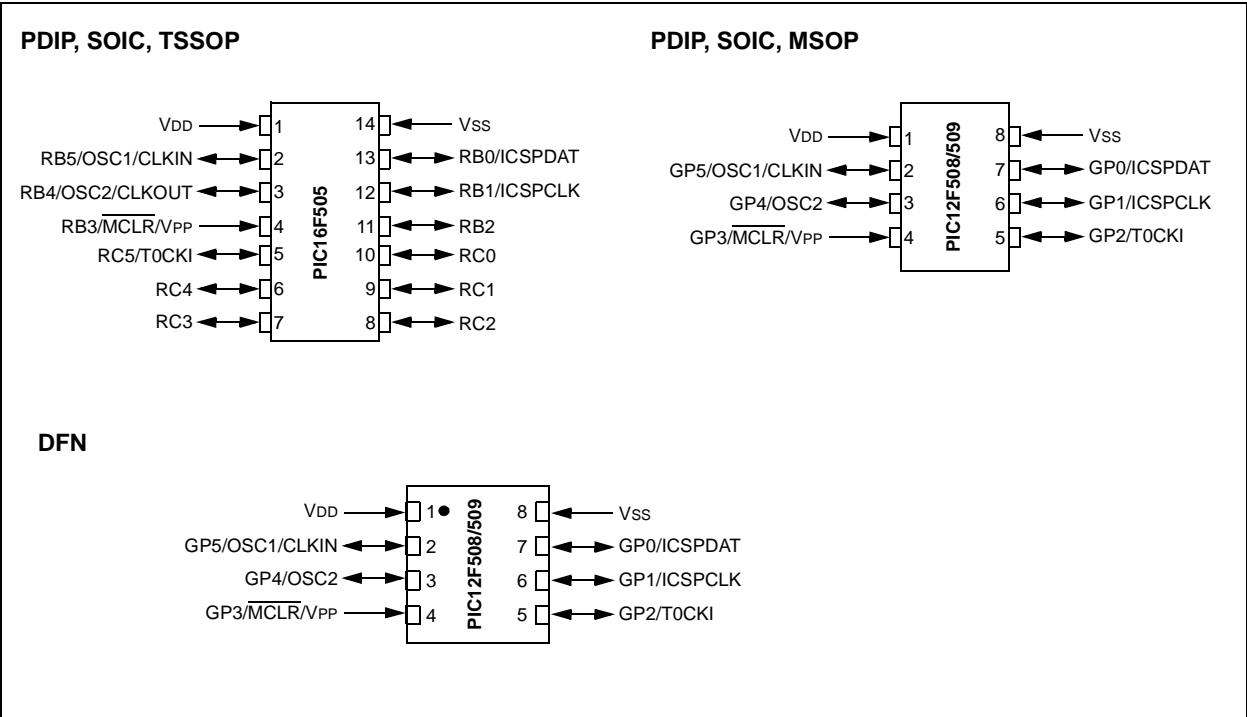 PDIP, SOIC, TSSOP
VDD 1 14 VSS
RB5/OSC1/CLKIN 2 13 RB0/ICSPDAT
RB4/OSC2/CLKOUT 3 12 RB1/ICSPCLK
RB3/M̅C̅L̅R̅/VPP 4 11 RB2
RC5/T0CKI 5 10 RC0
RC4 6 9 RC1
RC3 7 8 RC2
PIC16F505
PDIP, SOIC, MSOP
VDD 1 8 VSS
GP5/OSC1/CLKIN 2 7 GP0/ICSPDAT
GP4/OSC2 3 6 GP1/ICSPCLK
GP3/M̅C̅L̅R̅/VPP 4 5 GP2/T0CKI
PIC12F508/509
DFN
VDD 1 8 VSS
GP5/OSC1/CLKIN 2 7 GP0/ICSPDAT
GP4/OSC2 3 6 GP1/ICSPCLK
GP3/M̅C̅L̅R̅/VPP 4 5 GP2/T0CKI
PIC12F508/509